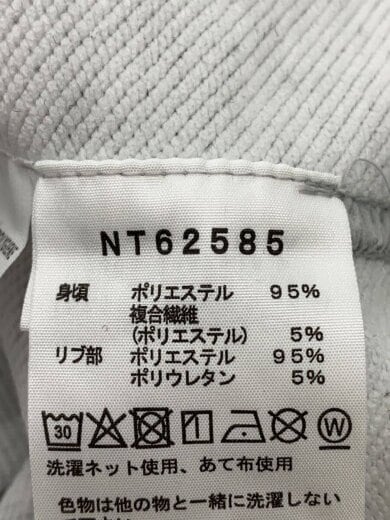 NT62585
身頃 ポリエステル 95%
複合繊維
(ポリエステル) 5%
リブ部 ポリエステル 95%
ポリウレタン 5%
30 W
洗濯ネット使用、あて布使用
色物は他の物と一緒に洗濯しない